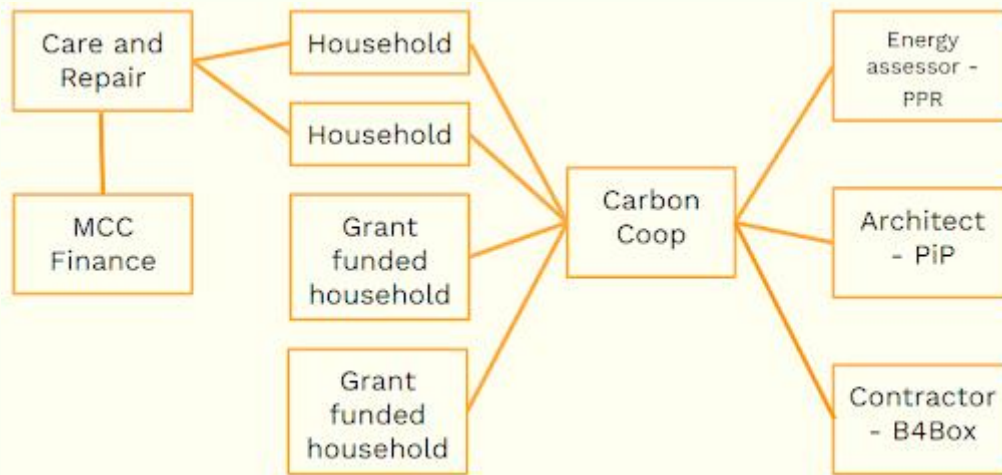 Care and
Repair
MCC
Finance
Household
Household
Grant
funded
household
Grant
funded
household
Carbon
Coop
Energy
assessor -
PPR
Architect
- PiP
Contractor
- B4Box